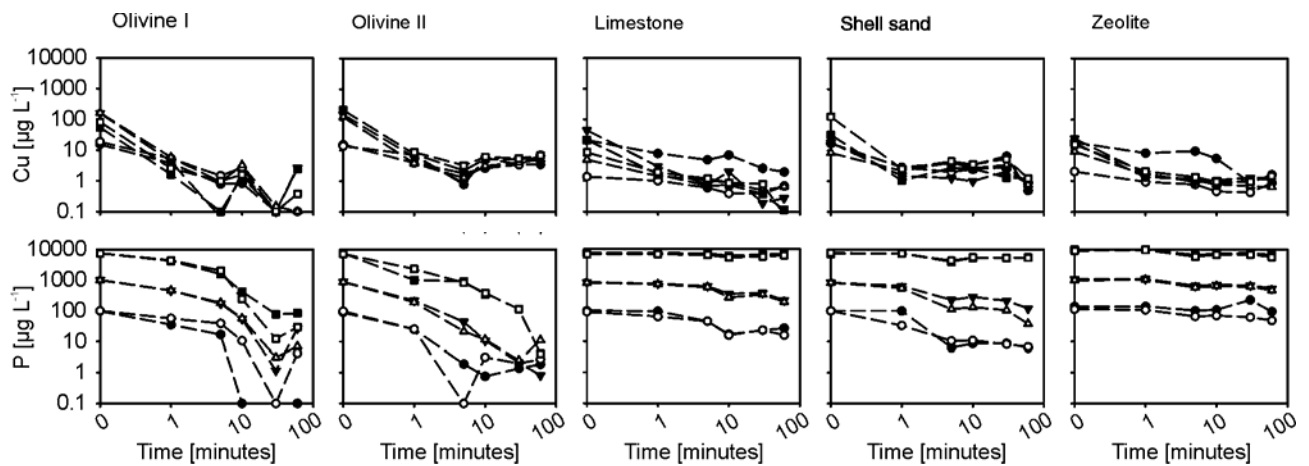 Olivine I Olivine II Limestone Shell sand Zeolite
10000
1000
100
10
1
0.1
Cu [µg L⁻¹]
10000
1000
100
10
1
0.1
P [µg L⁻¹]
0 1 10 100 0 1 10 100 0 1 10 100 0 1 10 100 0 1 10 100
Time [minutes] Time [minutes] Time [minutes] Time [minutes] Time [minutes]